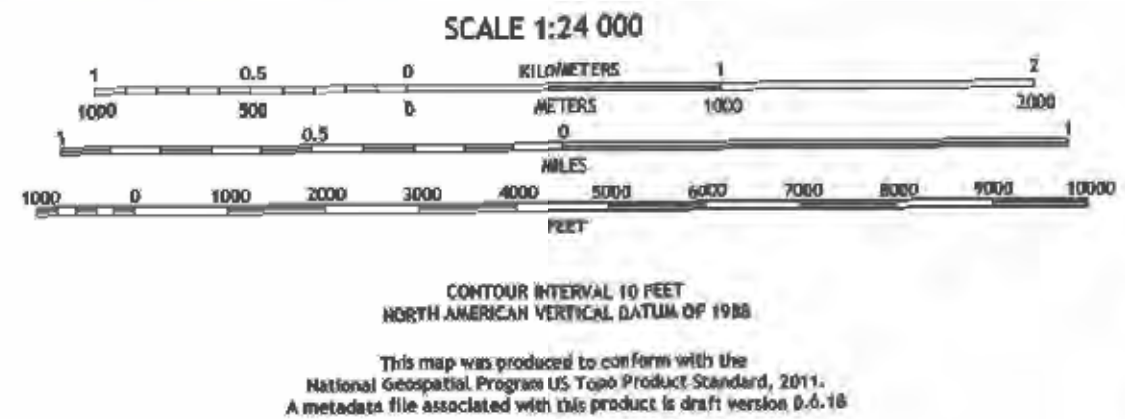 SCALE 1:24 000
1 0.5 0 KILOMETERS 1 2
1000 500 0 METERS 1000 2000
1 0.5 0 1
MILES
1000 0 1000 2000 3000 4000 5000 6000 7000 8000 9000 10000
FEET
CONTOUR INTERVAL 10 FEET
NORTH AMERICAN VERTICAL DATUM OF 1988
This map was produced to conform with the
National Geospatial Program US Topo Product Standard, 2011.
A metadata file associated with this product is draft version 0.6.18